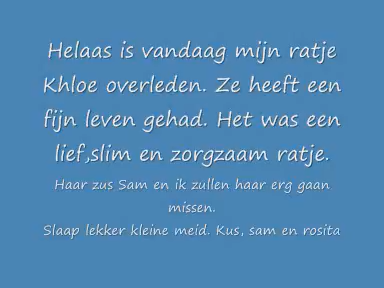 Helaas is vandaag mijn ratje
Khloe overleden. Ze heeft een
fijn leven gehad. Het was een
lief,slim en zorgzaam ratje.
Haar zus Sam en ik zullen haar erg gaan
missen.
Slaap lekker kleine meid. Kus, sam en rosita